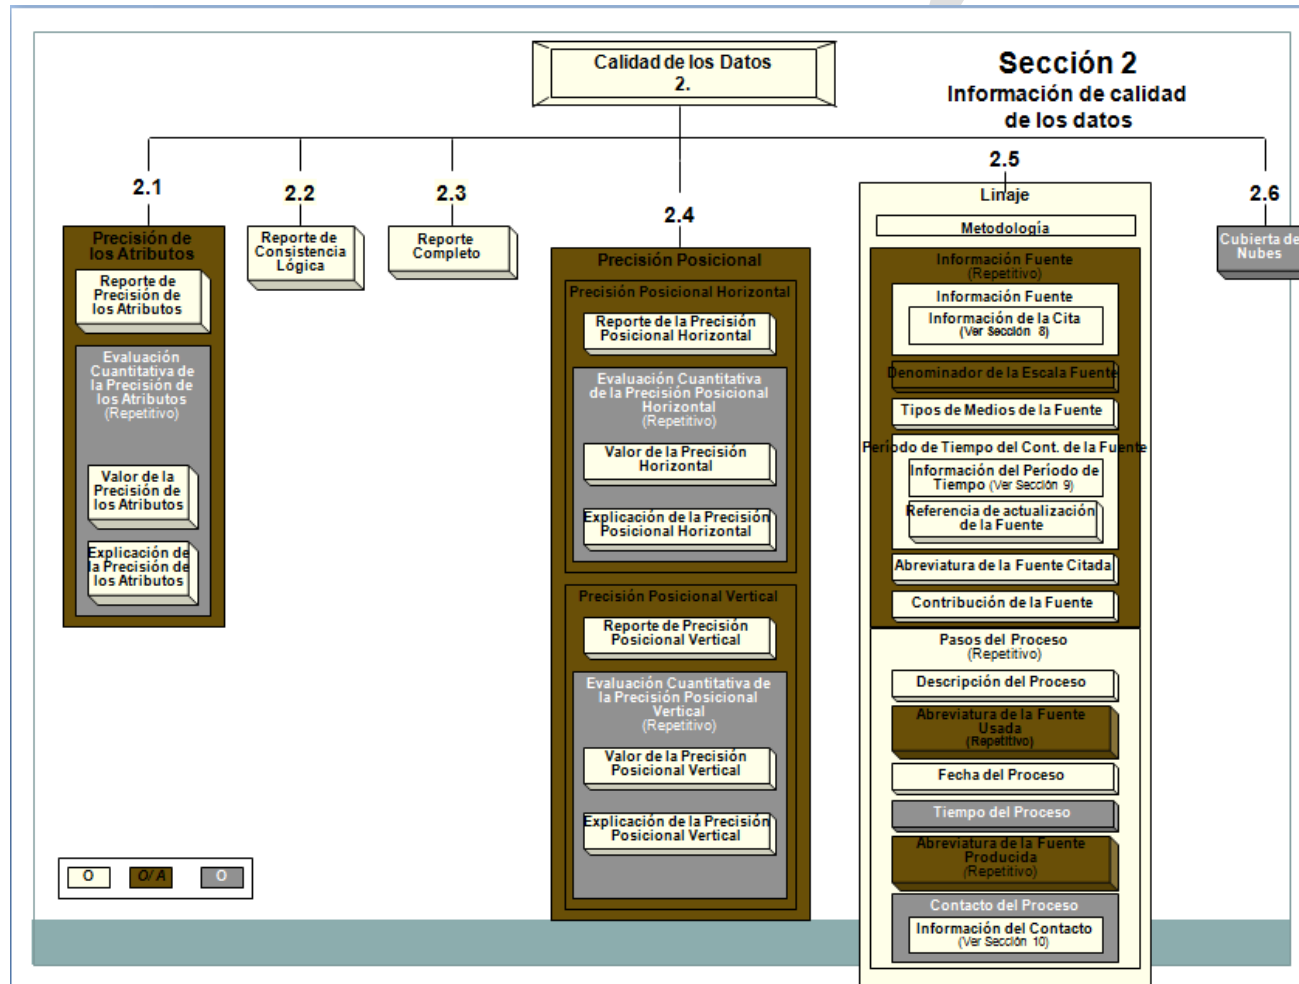 Calidad de los Datos
2.
Sección 2
Información de calidad
de los datos
2.1
Precisión de
los Atributos
Reporte de
Precisión de
los Atributos
Evaluación
Cuantitativa de
la Precisión de
los Atributos
(Repetitivo)
Valor de la
Precisión de
los Atributos
Explicación de
la Precisión de
los Atributos
2.2
Reporte de
Consistencia
Lógica
2.3
Reporte
Completo
2.4
Precisión Posicional
Precisión Posicional Horizontal
Reporte de la Precisión
Posicional Horizontal
Evaluación Cuantitativa
de la Precisión Posicional
Horizontal
(Repetitivo)
Valor de la Precisión
Horizontal
Explicación de la Precisión
Posicional Horizontal
Precisión Posicional Vertical
Reporte de Precisión
Posicional Vertical
Evaluación Cuantitativa de
la Precisión Posicional
Vertical
(Repetitivo)
Valor de la Precisión
Posicional Vertical
Explicación de la Precisión
Posicional Vertical
2.5
Linaje
Metodología
Información Fuente
(Repetitivo)
Información Fuente
Información de la Cita
(Ver Sección 8)
Denominador de la Escala Fuente
Tipos de Medios de la Fuente
Período de Tiempo del Cont. de la Fuente
Información del Período de
Tiempo (Ver Sección 9)
Referencia de actualización
de la Fuente
Abreviatura de la Fuente Citada
Contribución de la Fuente
Pasos del Proceso
(Repetitivo)
Descripción del Proceso
Abreviatura de la Fuente
Usada
(Repetitivo)
Fecha del Proceso
Tiempo del Proceso
Abreviatura de la Fuente
Producida
(Repetitivo)
Contacto del Proceso
Información del Contacto
(Ver Sección 10)
2.6
Cubierta de
Nubes
O
O/A
O